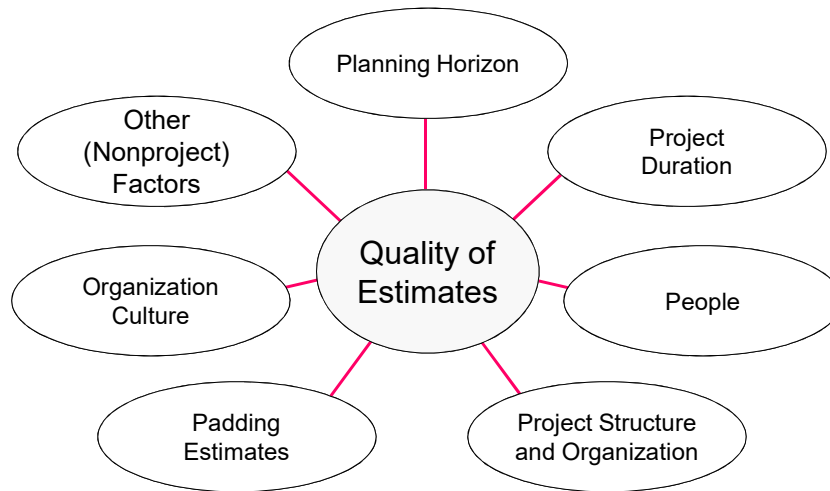 Planning Horizon
Other
(Nonproject)
Factors
Project
Duration
Quality of
Estimates
Organization
Culture
People
Padding
Estimates
Project Structure
and Organization